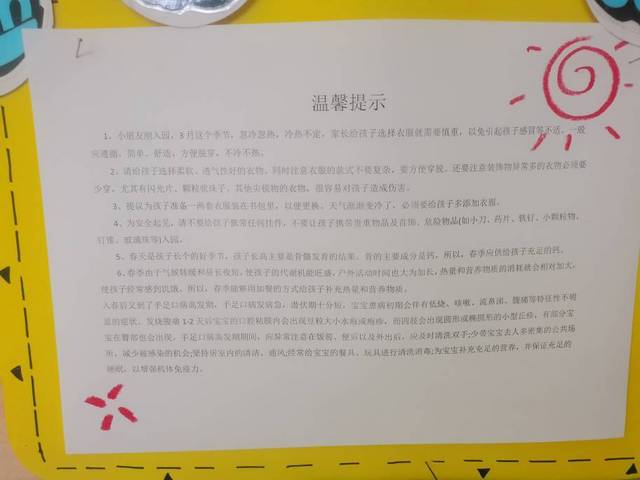 温馨提示
1、小朋友刚入园，3月这个季节，忽冷忽热，冷热不定，家长给孩子选择衣服就需要慎重，以免引起孩子感冒等不适。一般
应遵循，简单、舒适，方便脱穿，不冷不热。
2、请给孩子选择柔软、透气性好的衣物，同时注意衣服的款式不要复杂，要方便穿脱。还要注意装饰物异常多的衣物必须要
少穿，尤其有闪光片、颗粒状珠子、其他尖锐物的衣物，很容易对孩子造成伤害。
3、提议为孩子准备一两套衣服装在书包里，以便更换。天气渐渐变冷了，必须要给孩子多添加衣服。
4、为安全起见，请不要给孩子佩带任何挂件，不要让孩子携带贵重物品及首饰、危险物品(如小刀、药片、铁钉、小颗粒物、
钉锥、玻璃珠等)入园。
5、春天是孩子长个的好季节，孩子长高主要是骨骼发育的结果。骨的主要成分是钙，所以，春季应供给孩子充足的钙。
6、春季由于气候转暖和昼长夜短，使孩子的代谢机能旺盛，户外活动时间也大为加长，热量和营养物质的消耗就会相对加大，
使孩子经常感到饥饿。所以，春季能够用加餐的方式给孩子补充热量和营养物质。
入春后又到了手足口病高发期，手足口病发病急，潜伏期十分短，宝宝患病初期会伴有低烧、咳嗽、流鼻涕、腹痛等特征性不明
显的症状。发烧腹痛1-2天后宝宝的口腔粘膜内会出现豆粒大小水疱或疱疹，而四肢会出现圆形或椭圆形的小型丘疹，有部分宝
宝在臀部也会出现。手足口病高发期期间，向异常注意在饭前、便后以及外出后，应及时清洗双手;少带宝宝去人多密集的公共场
所，减少被感染的机会;坚持居室内的清洁、通风;经常给宝宝的餐具、玩具进行清洗消毒;为宝宝补充充足的营养，并保证充足的
睡眠，以增强机体免疫力。